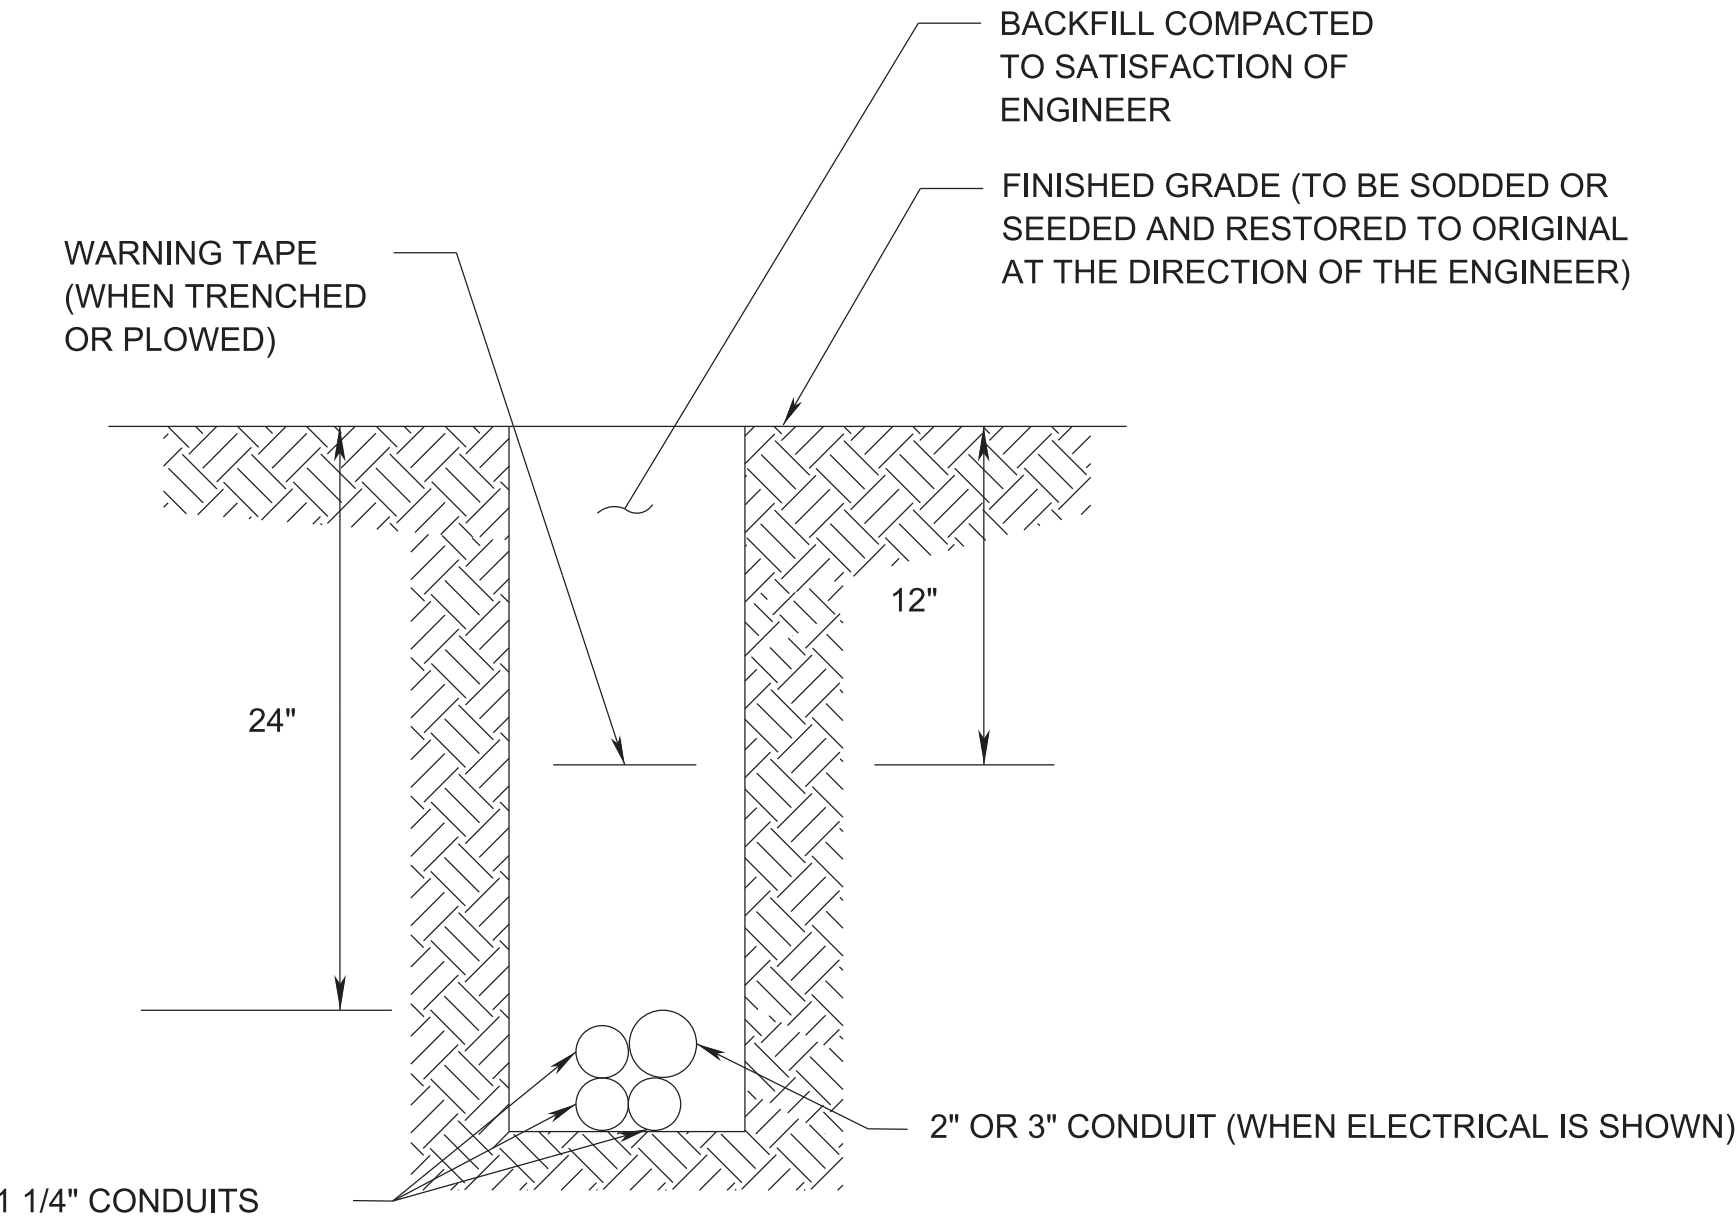 BACKFILL COMPACTED
TO SATISFACTION OF
ENGINEER
FINISHED GRADE (TO BE SODDED OR
SEEDED AND RESTORED TO ORIGINAL
AT THE DIRECTION OF THE ENGINEER)
WARNING TAPE
(WHEN TRENCHED
OR PLOWED)
12"
24"
2" OR 3" CONDUIT (WHEN ELECTRICAL IS SHOWN)
1 1/4" CONDUITS